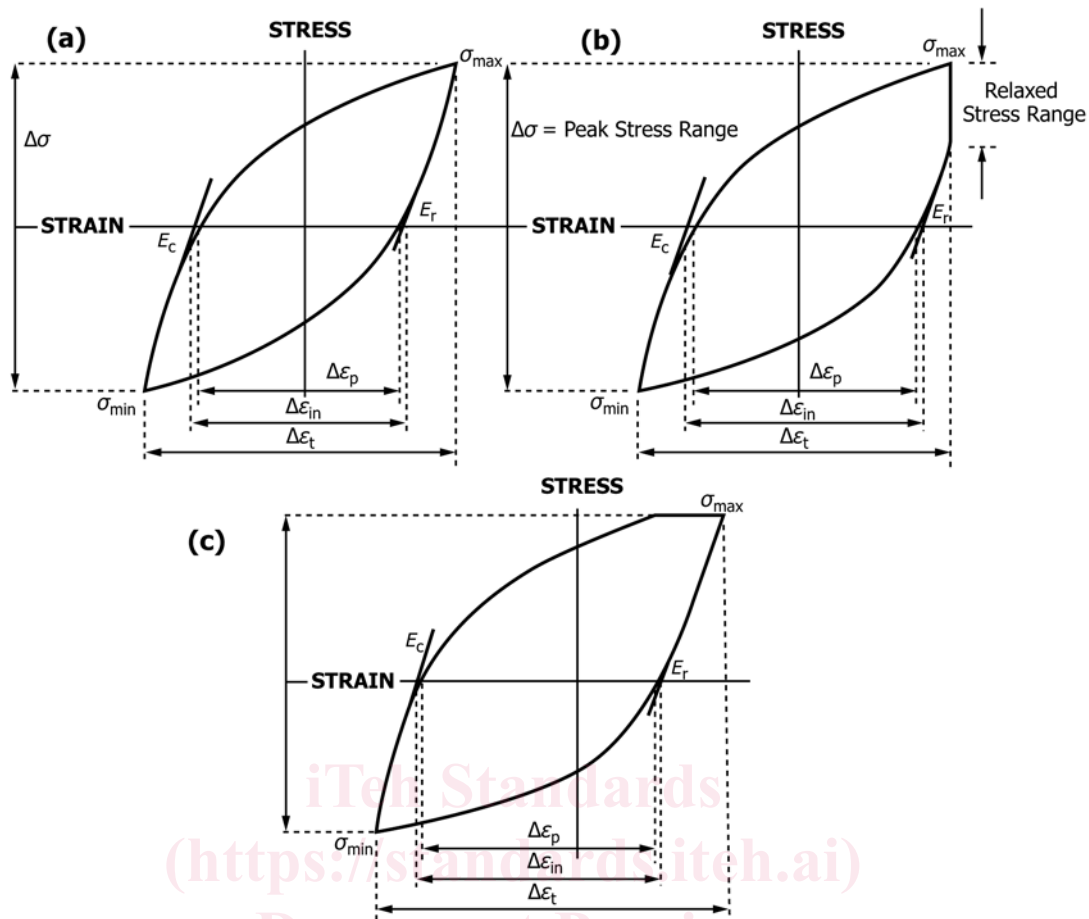 (a)
STRESS
σmax
Δσ
STRAIN
Ec
Er
σmin
Δεp
Δεin
Δεt
(b)
STRESS
σmax
Relaxed
Stress Range
Δσ = Peak Stress Range
STRAIN
Ec
Er
σmin
Δεp
Δεin
Δεt
(c)
STRESS
σmax
Ec
STRAIN
Er
σmin
Δεp
Δεin
Δεt
iTeh Standards
(https://standards.iteh.ai)